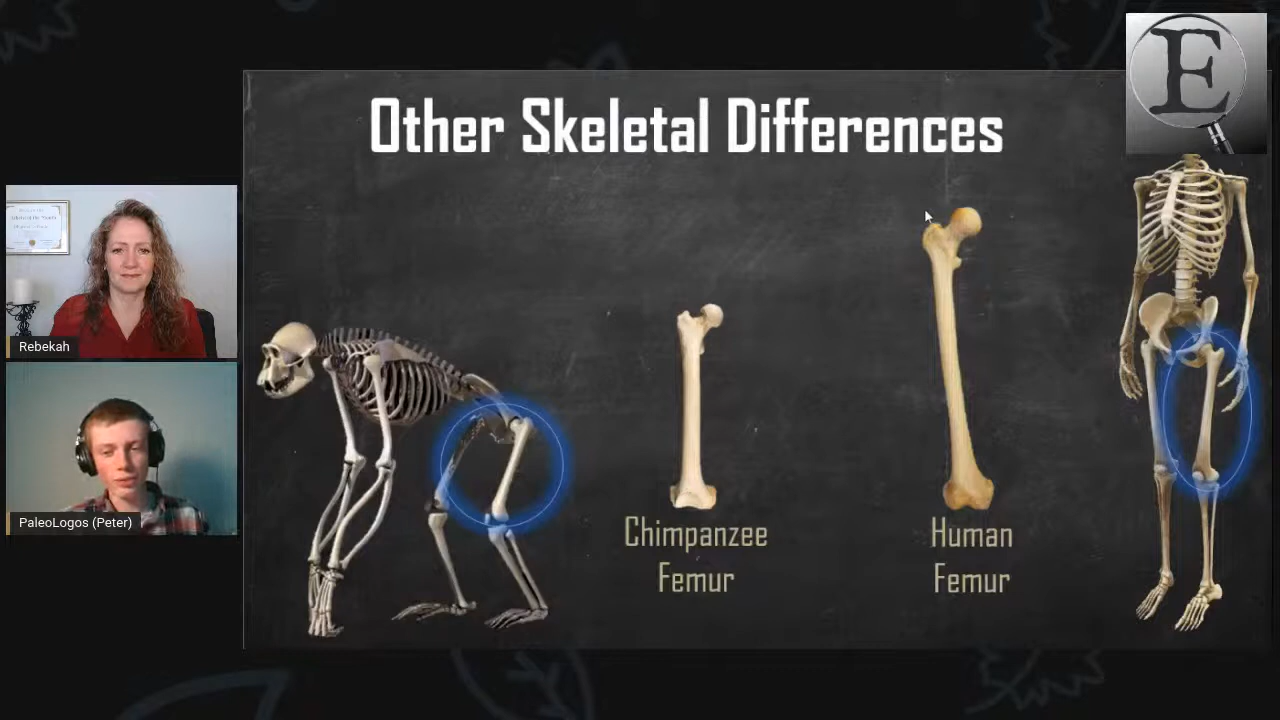 Other Skeletal Differences
E
Rebekah
PaleoLogos (Peter)
Chimpanzee
Femur
Human
Femur